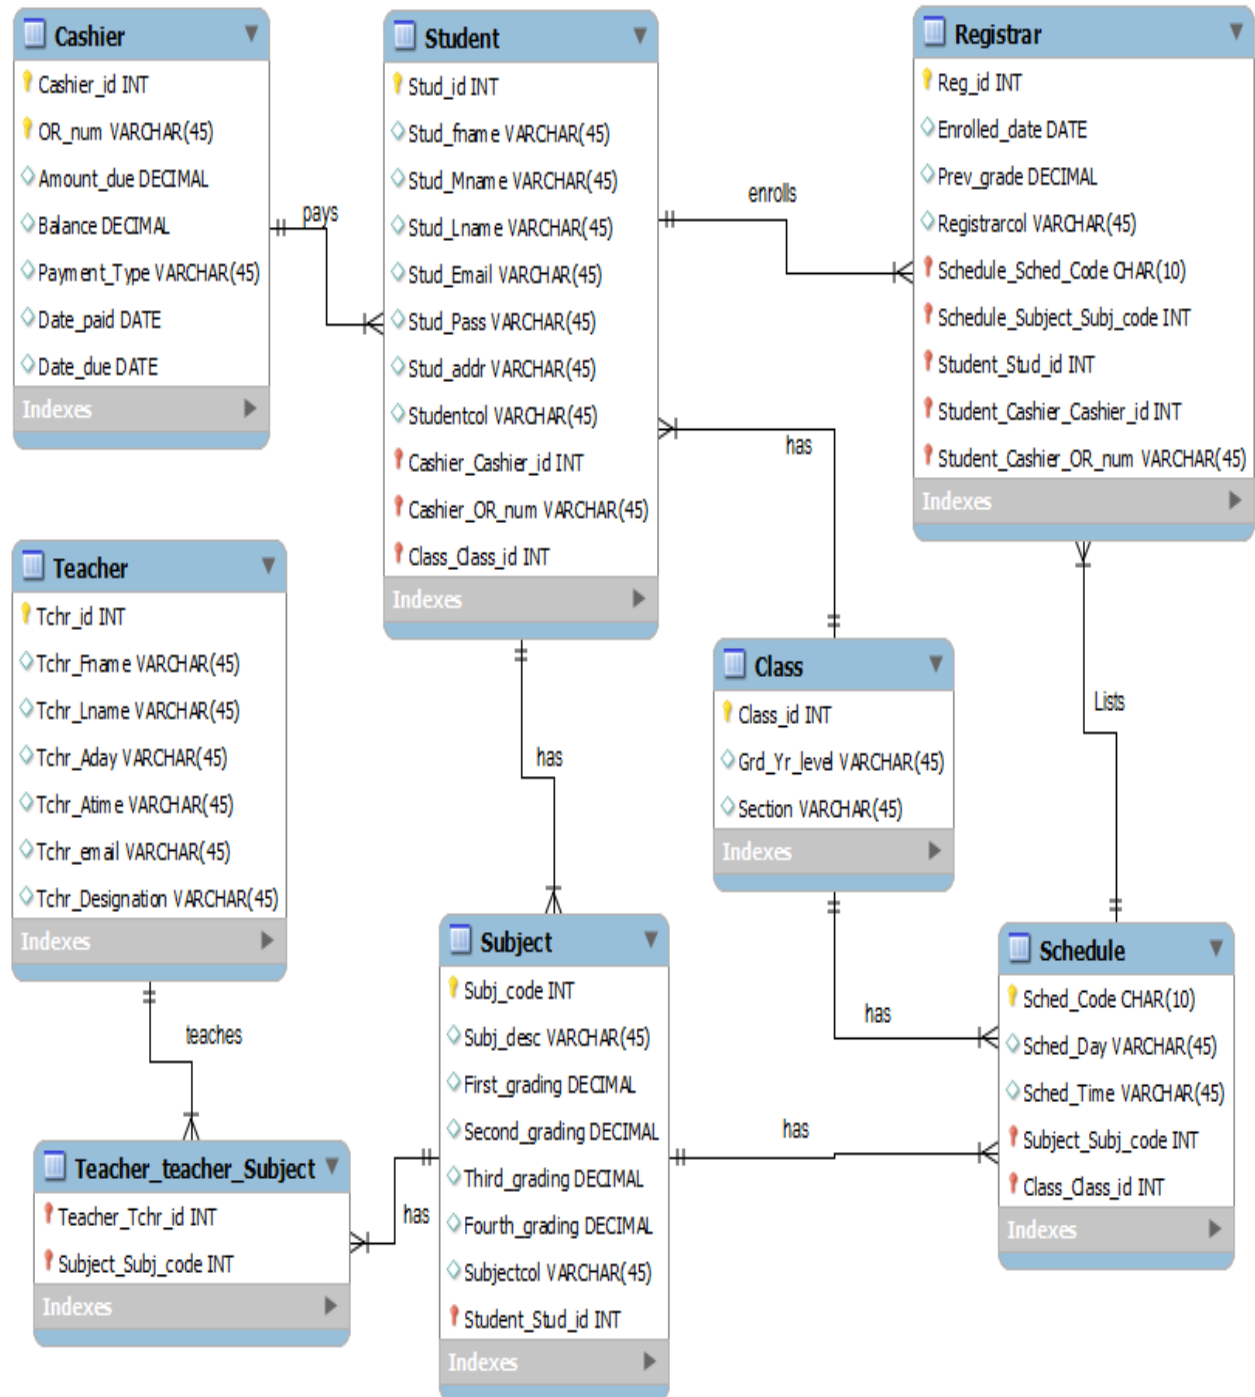 Cashier
Cashier_id INT
OR_num VARCHAR(45)
Amount_due DECIMAL
Balance DECIMAL
Payment_Type VARCHAR(45)
Date_paid DATE
Date_due DATE
Indexes
pays
Student
Stud_id INT
Stud_fname VARCHAR(45)
Stud_Mname VARCHAR(45)
Stud_Lname VARCHAR(45)
Stud_Email VARCHAR(45)
Stud_Pass VARCHAR(45)
Stud_addr VARCHAR(45)
Studentcol VARCHAR(45)
Cashier_Cashier_id INT
Cashier_OR_num VARCHAR(45)
Class_Class_id INT
Indexes
enrolls
has
Registrar
Reg_id INT
Enrolled_date DATE
Prev_grade DECIMAL
Registrarcol VARCHAR(45)
Schedule_Sched_Code CHAR(10)
Schedule_Subject_Subj_code INT
Student_Stud_id INT
Student_Cashier_Cashier_id INT
Student_Cashier_OR_num VARCHAR(45)
Indexes
Teacher
Tchr_id INT
Tchr_Fname VARCHAR(45)
Tchr_Lname VARCHAR(45)
Tchr_Aday VARCHAR(45)
Tchr_Atime VARCHAR(45)
Tchr_email VARCHAR(45)
Tchr_Designation VARCHAR(45)
Indexes
teaches
has
Class
Class_id INT
Grd_Yr_level VARCHAR(45)
Section VARCHAR(45)
Indexes
Lists
has
Teacher_teacher_Subject
Teacher_Tchr_id INT
Subject_Subj_code INT
Indexes
has
Subject
Subj_code INT
Subj_desc VARCHAR(45)
First_grading DECIMAL
Second_grading DECIMAL
Third_grading DECIMAL
Fourth_grading DECIMAL
Subjectcol VARCHAR(45)
Student_Stud_id INT
Indexes
has
Schedule
Sched_Code CHAR(10)
Sched_Day VARCHAR(45)
Sched_Time VARCHAR(45)
Subject_Subj_code INT
Class_Class_id INT
Indexes